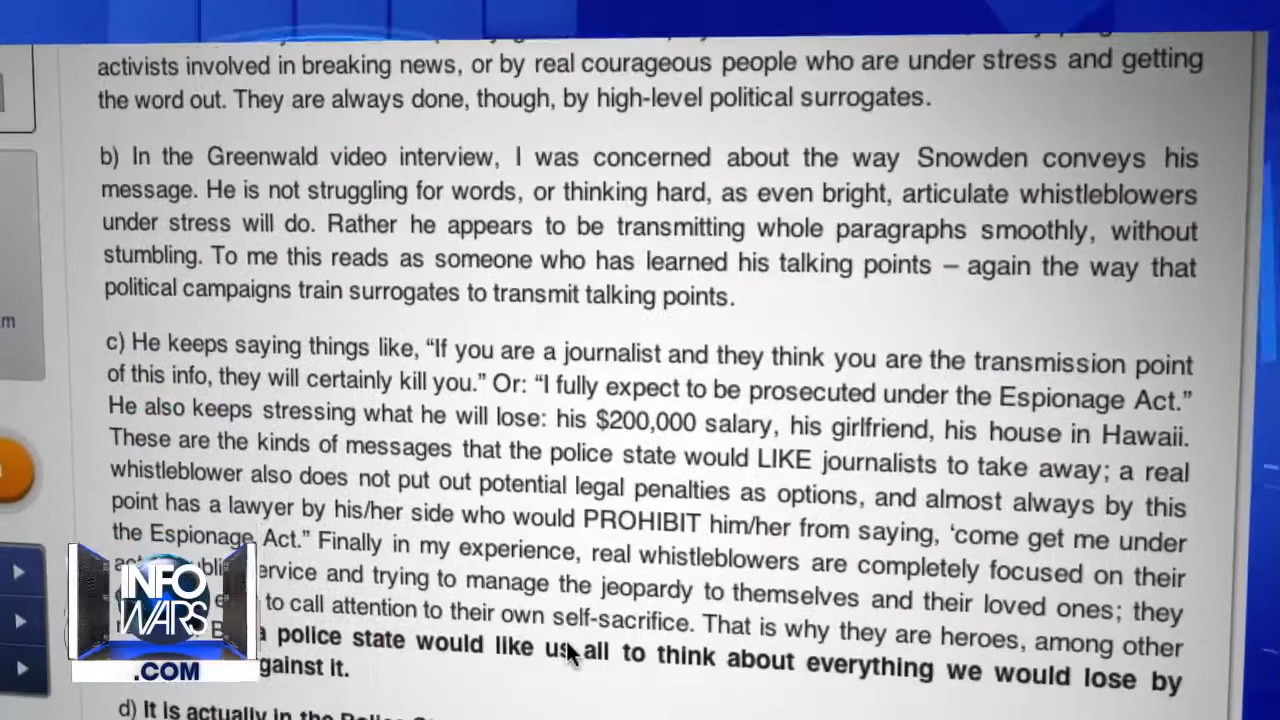 activists involved in breaking news, or by real courageous people who are under stress and getting
the word out. They are always done, though, by high-level political surrogates.
b) In the Greenwald video interview, I was concerned about the way Snowden conveys his
message. He is not struggling for words, or thinking hard, as even bright, articulate whistleblowers
under stress will do. Rather he appears to be transmitting whole paragraphs smoothly, without
stumbling. To me this reads as someone who has learned his talking points – again the way that
political campaigns train surrogates to transmit talking points.
c) He keeps saying things like, “If you are a journalist and they think you are the transmission point
of this info, they will certainly kill you.” Or: “I fully expect to be prosecuted under the Espionage Act.”
He also keeps stressing what he will lose: his $200,000 salary, his girlfriend, his house in Hawaii.
These are the kinds of messages that the police state would LIKE journalists to take away; a real
whistleblower also does not put out potential legal penalties as options, and almost always by this
point has a lawyer by his/her side who would PROHIBIT him/her from saying, ‘come get me under
the Espionage Act.” Finally in my experience, real whistleblowers are completely focused on their
service and trying to manage the jeopardy to themselves and their loved ones; they
to call attention to their own self-sacrifice. That is why they are heroes, among other
a police state would like us all to think about everything we would lose by
against it.
d) It is actually in the Police
INFO
WARS
.COM